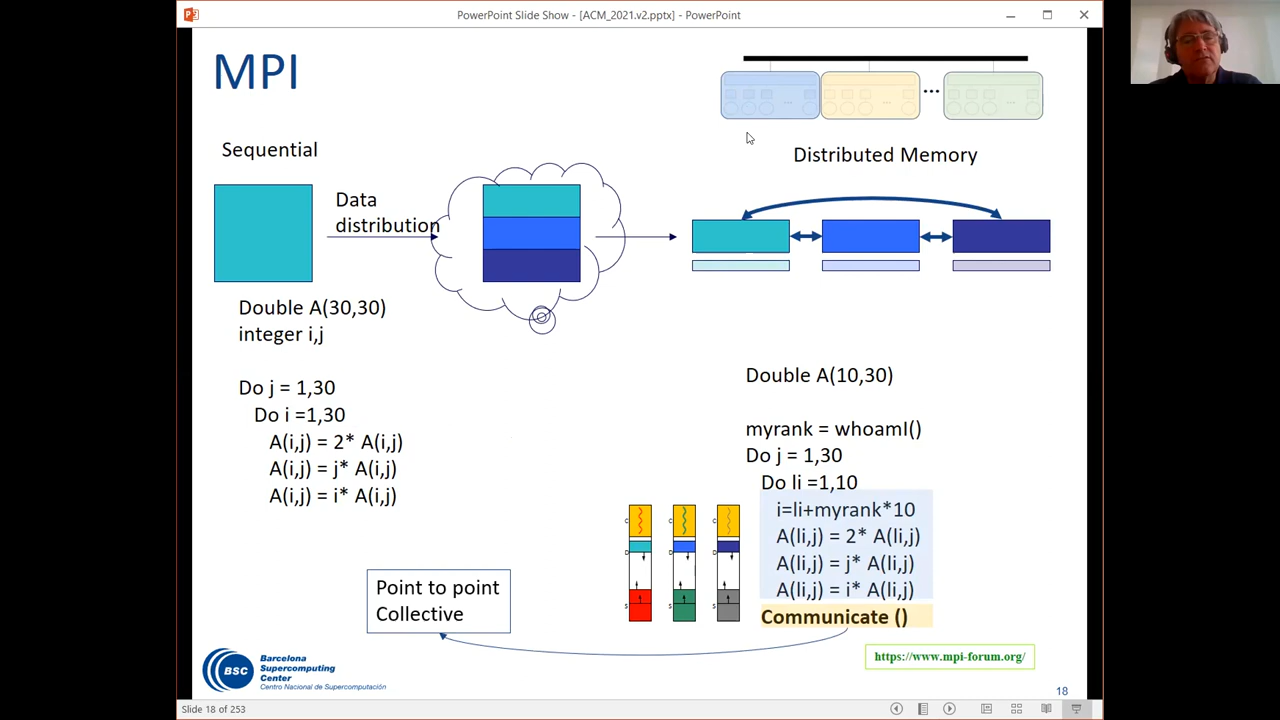 PowerPoint Slide Show - [ACM_2021.v2.pptx] - PowerPoint
MPI
...
Sequential
Distributed Memory
Data
distribution
Double A(30,30)
integer i,j
Do j = 1,30
Do i =1,30
A(i,j) = 2* A(i,j)
A(i,j) = j* A(i,j)
A(i,j) = i* A(i,j)
Double A(10,30)
myrank = whoamI()
Do j = 1,30
Do li =1,10
i=li+myrank*10
A(li,j) = 2* A(li,j)
A(li,j) = j* A(li,j)
A(li,j) = i* A(li,j)
Communicate ()
C C C
D D D
S S S
Point to point
Collective
https://www.mpi-forum.org/
BSC
Barcelona
Supercomputing
Center
Centro Nacional de Supercomputación
18
Slide 18 of 253